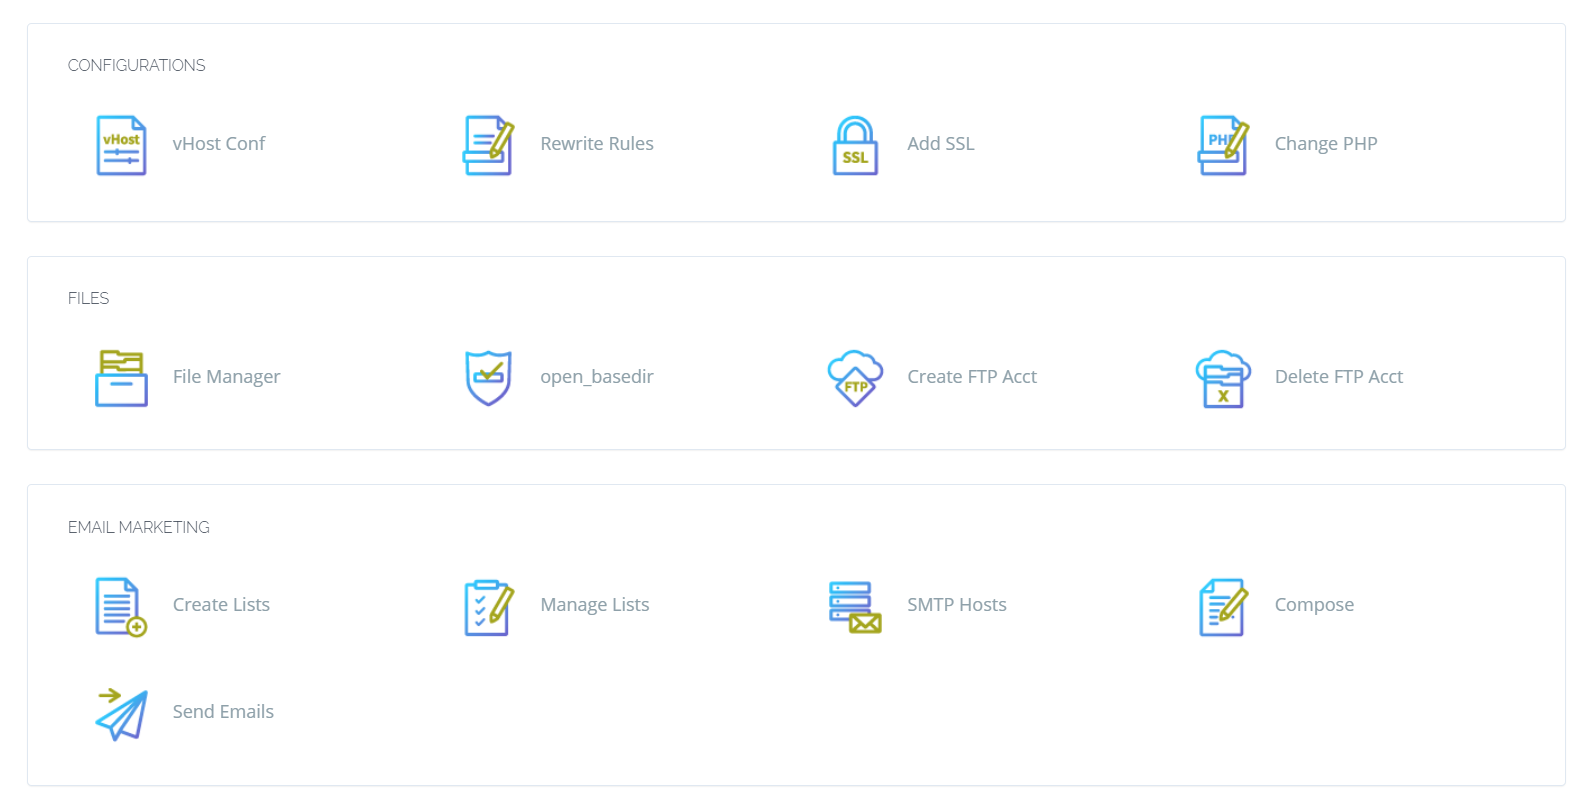 CONFIGURATIONS
vHost vHost Conf
Rewrite Rules
SSL Add SSL
PHP Change PHP
FILES
File Manager
open_basedir
FTP Create FTP Acct
X Delete FTP Acct
EMAIL MARKETING
Create Lists
Manage Lists
SMTP Hosts
Compose
Send Emails